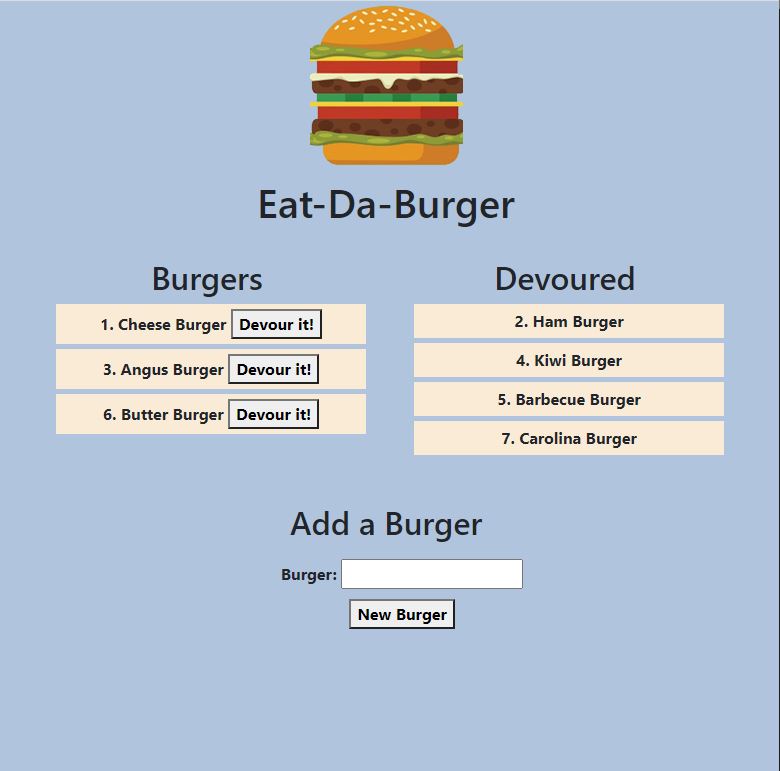 Eat-Da-Burger
Burgers
1. Cheese Burger Devour it!
3. Angus Burger Devour it!
6. Butter Burger Devour it!
Devoured
2. Ham Burger
4. Kiwi Burger
5. Barbecue Burger
7. Carolina Burger
Add a Burger
Burger:
New Burger